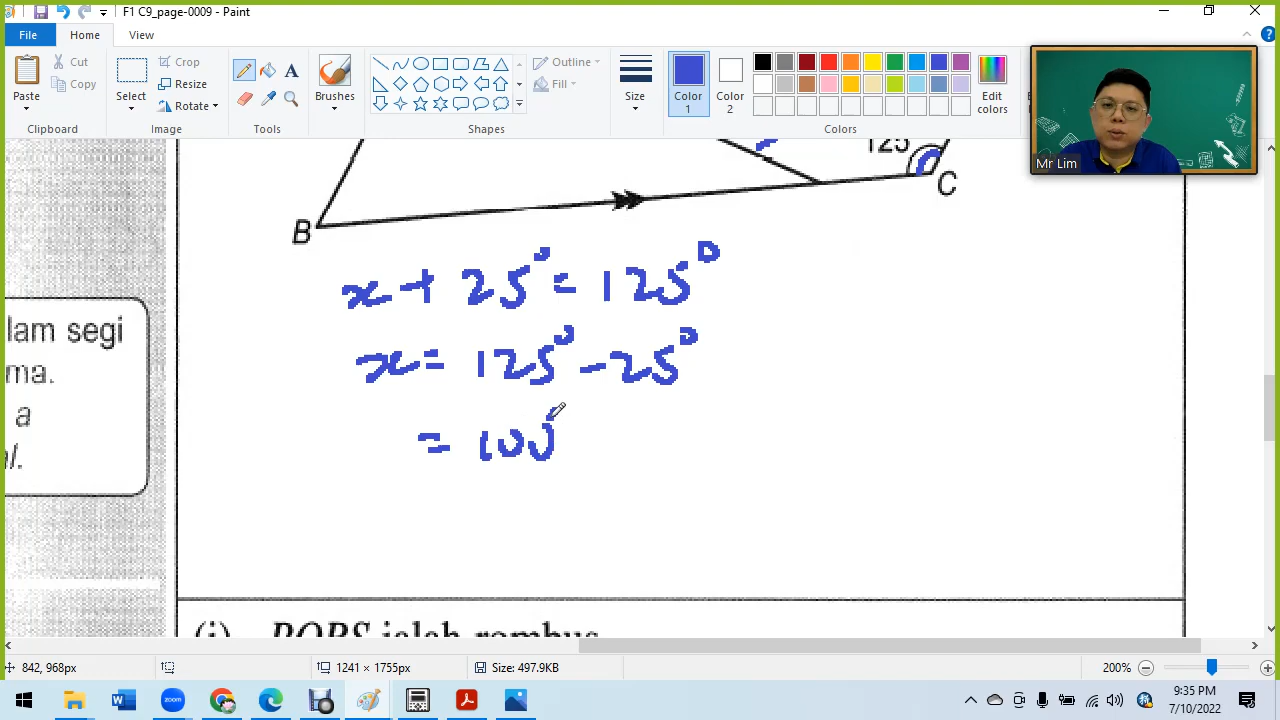 F1 C9_page-0009 - Paint
File Home View
Paste Cut Copy Clipboard
Select Crop Resize Rotate Image
Tools
Brushes
Outline Fill Shapes
Size
Color 1 Color 2 Edit colors Colors
Mr Lim
125
B C
x + 25° = 125°
x = 125° - 25°
= 100°
lam segi
ma.
a
l.
(i) PQRS ialah rombus
842, 968px 1241 × 1755px Size: 497.9KB 200%
W zoom
9:35 PM
7/10/2022